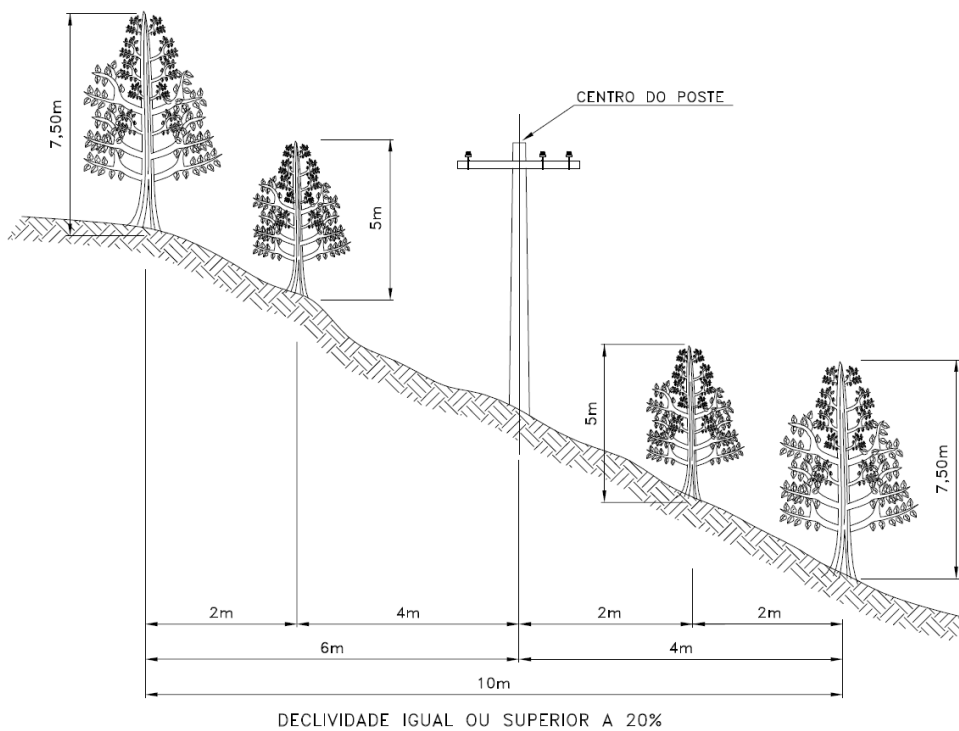 CENTRO DO POSTE
7,50m
5m
5m
7,50m
2m
4m
2m
2m
6m
4m
10m
DECLIVIDADE IGUAL OU SUPERIOR A 20%